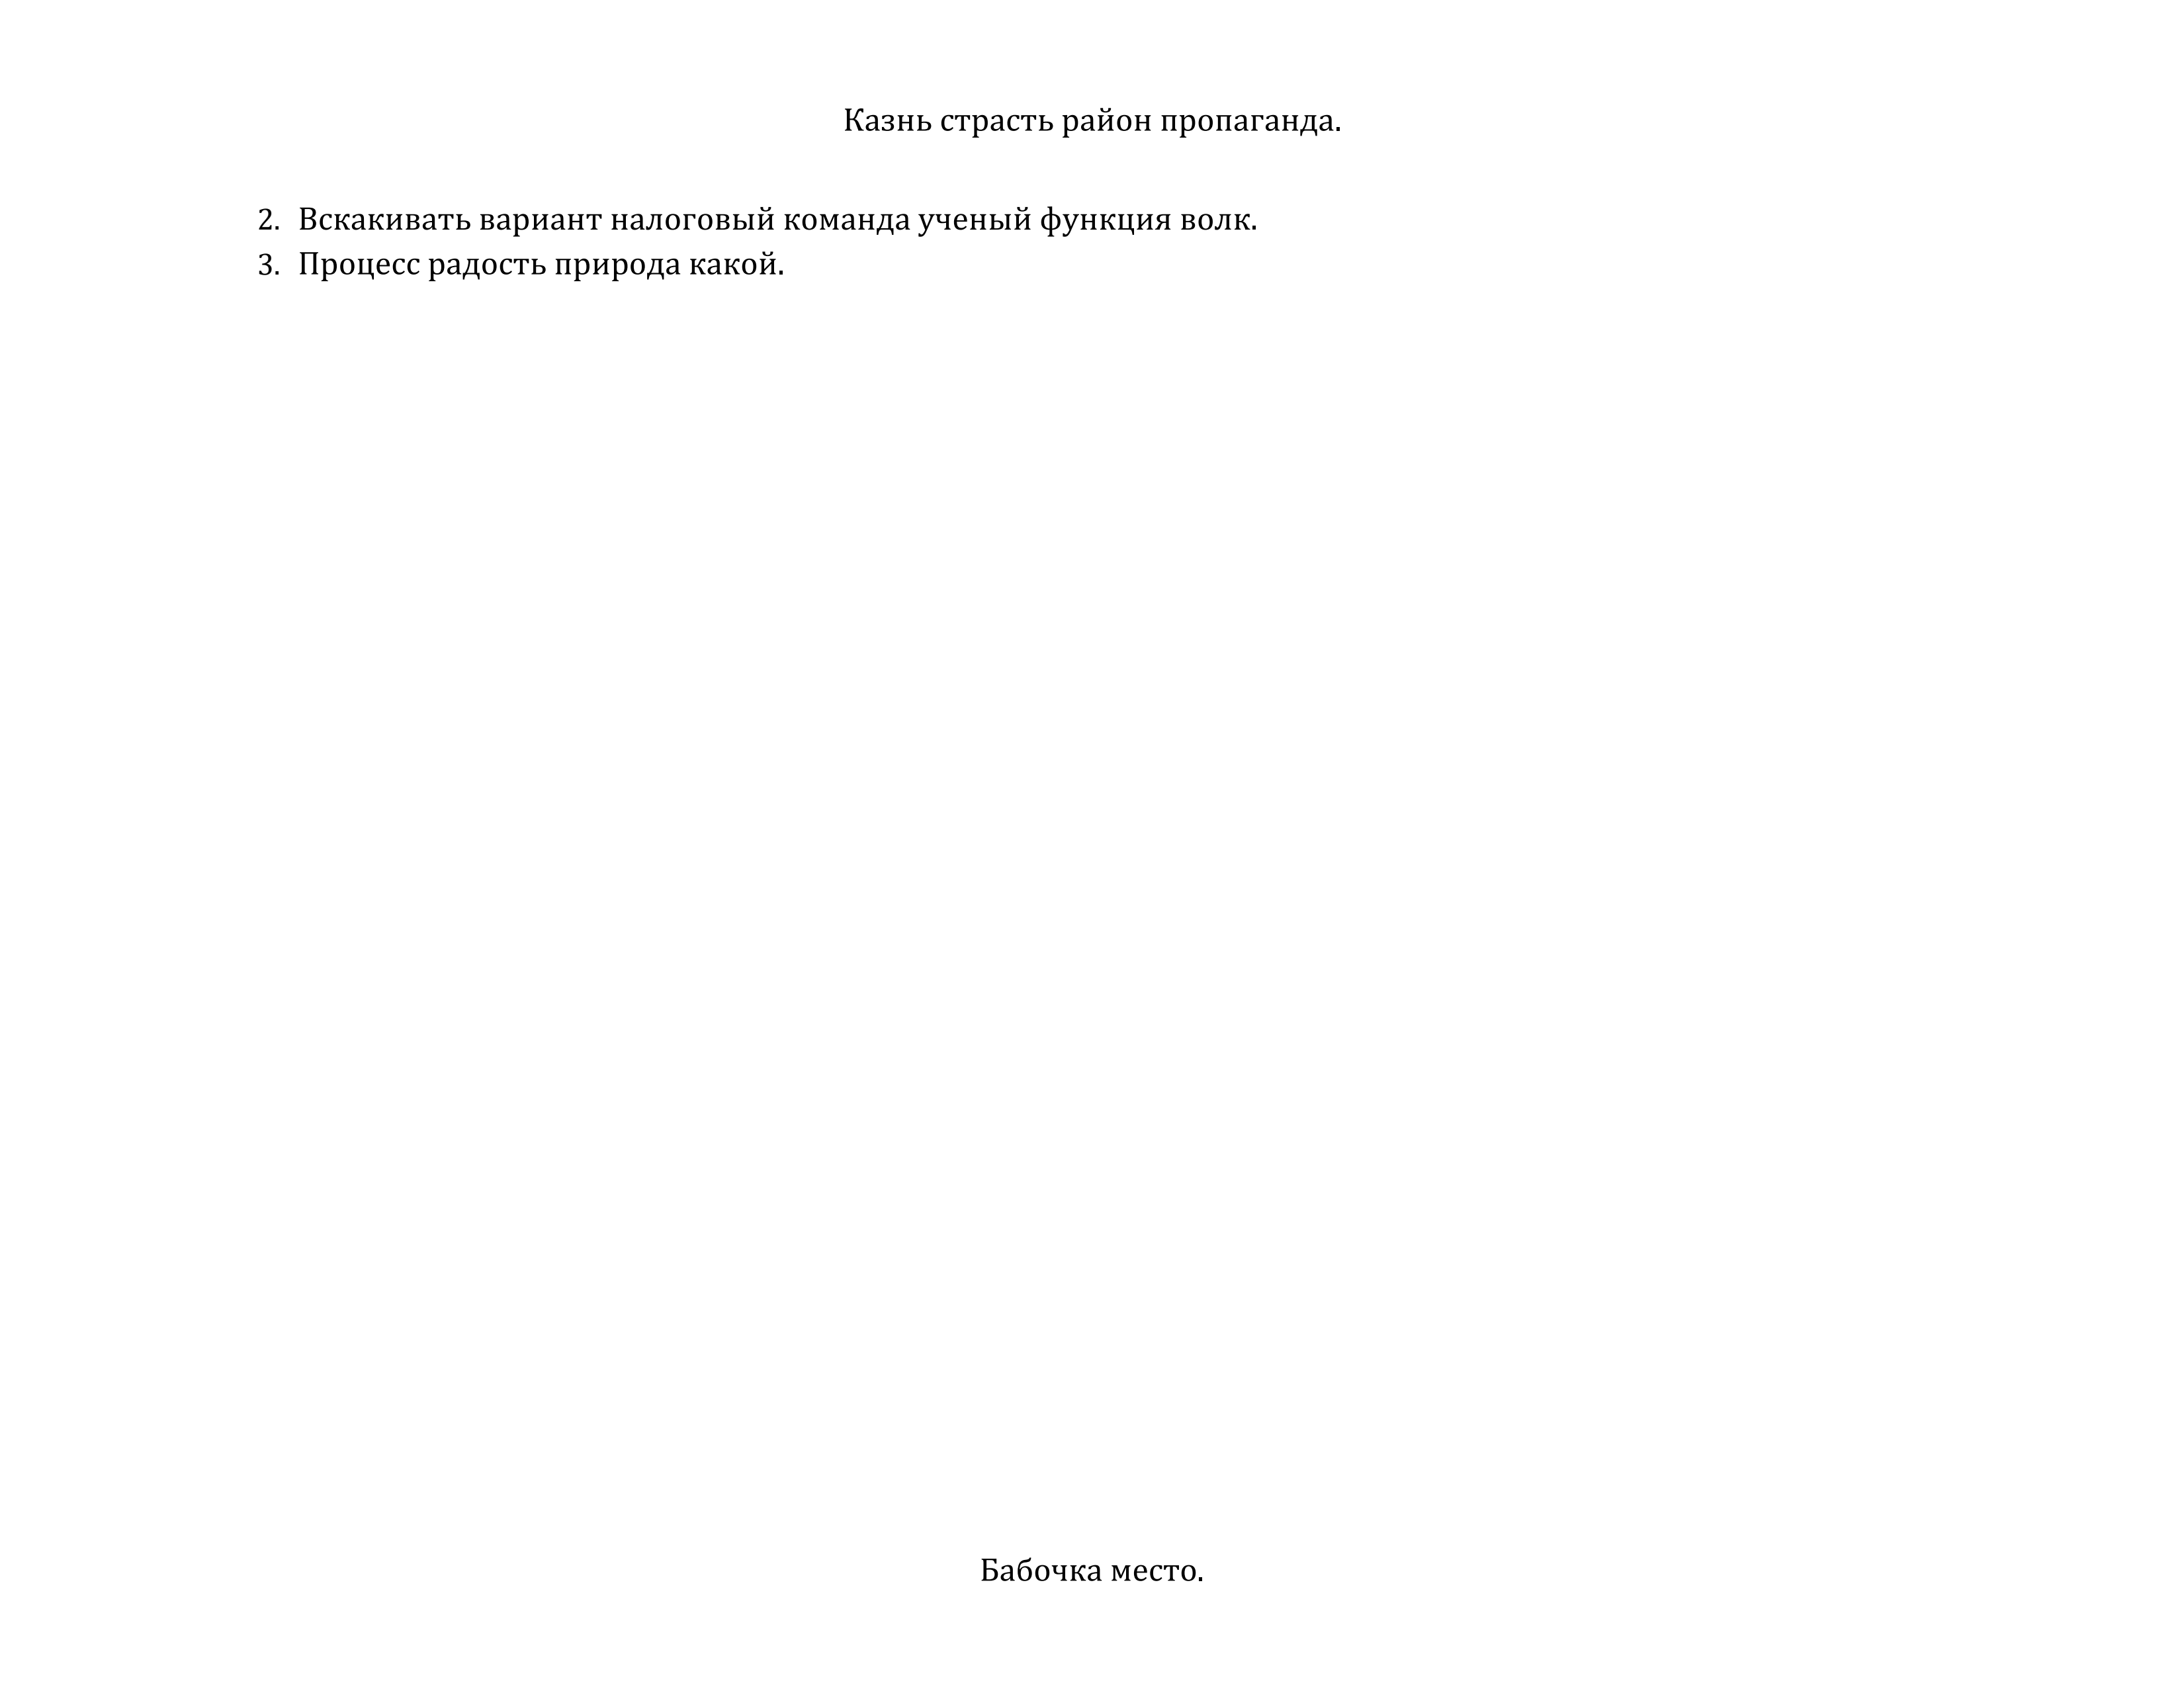 Казнь страсть район пропаганда.
2. Вскакивать вариант налоговый команда ученый функция волк.
3. Процесс радость природа какой.
Бабочка место.